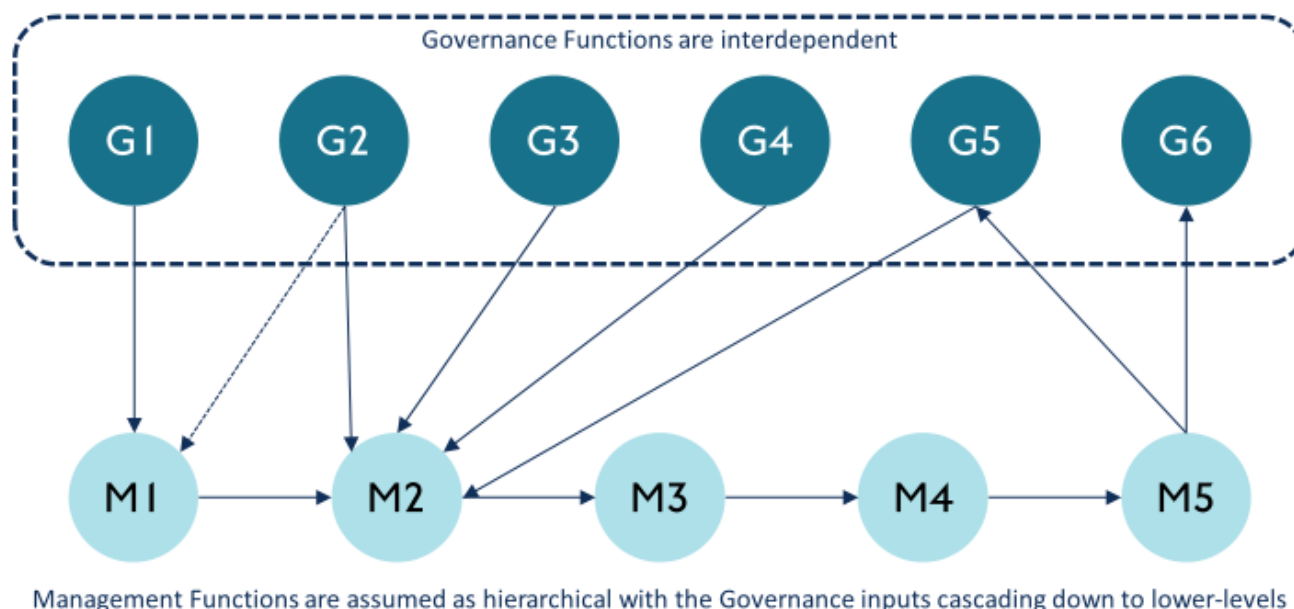 Governance Functions are interdependent
G1 G2 G3 G4 G5 G6
M1 M2 M3 M4 M5
Management Functions are assumed as hierarchical with the Governance inputs cascading down to lower-levels